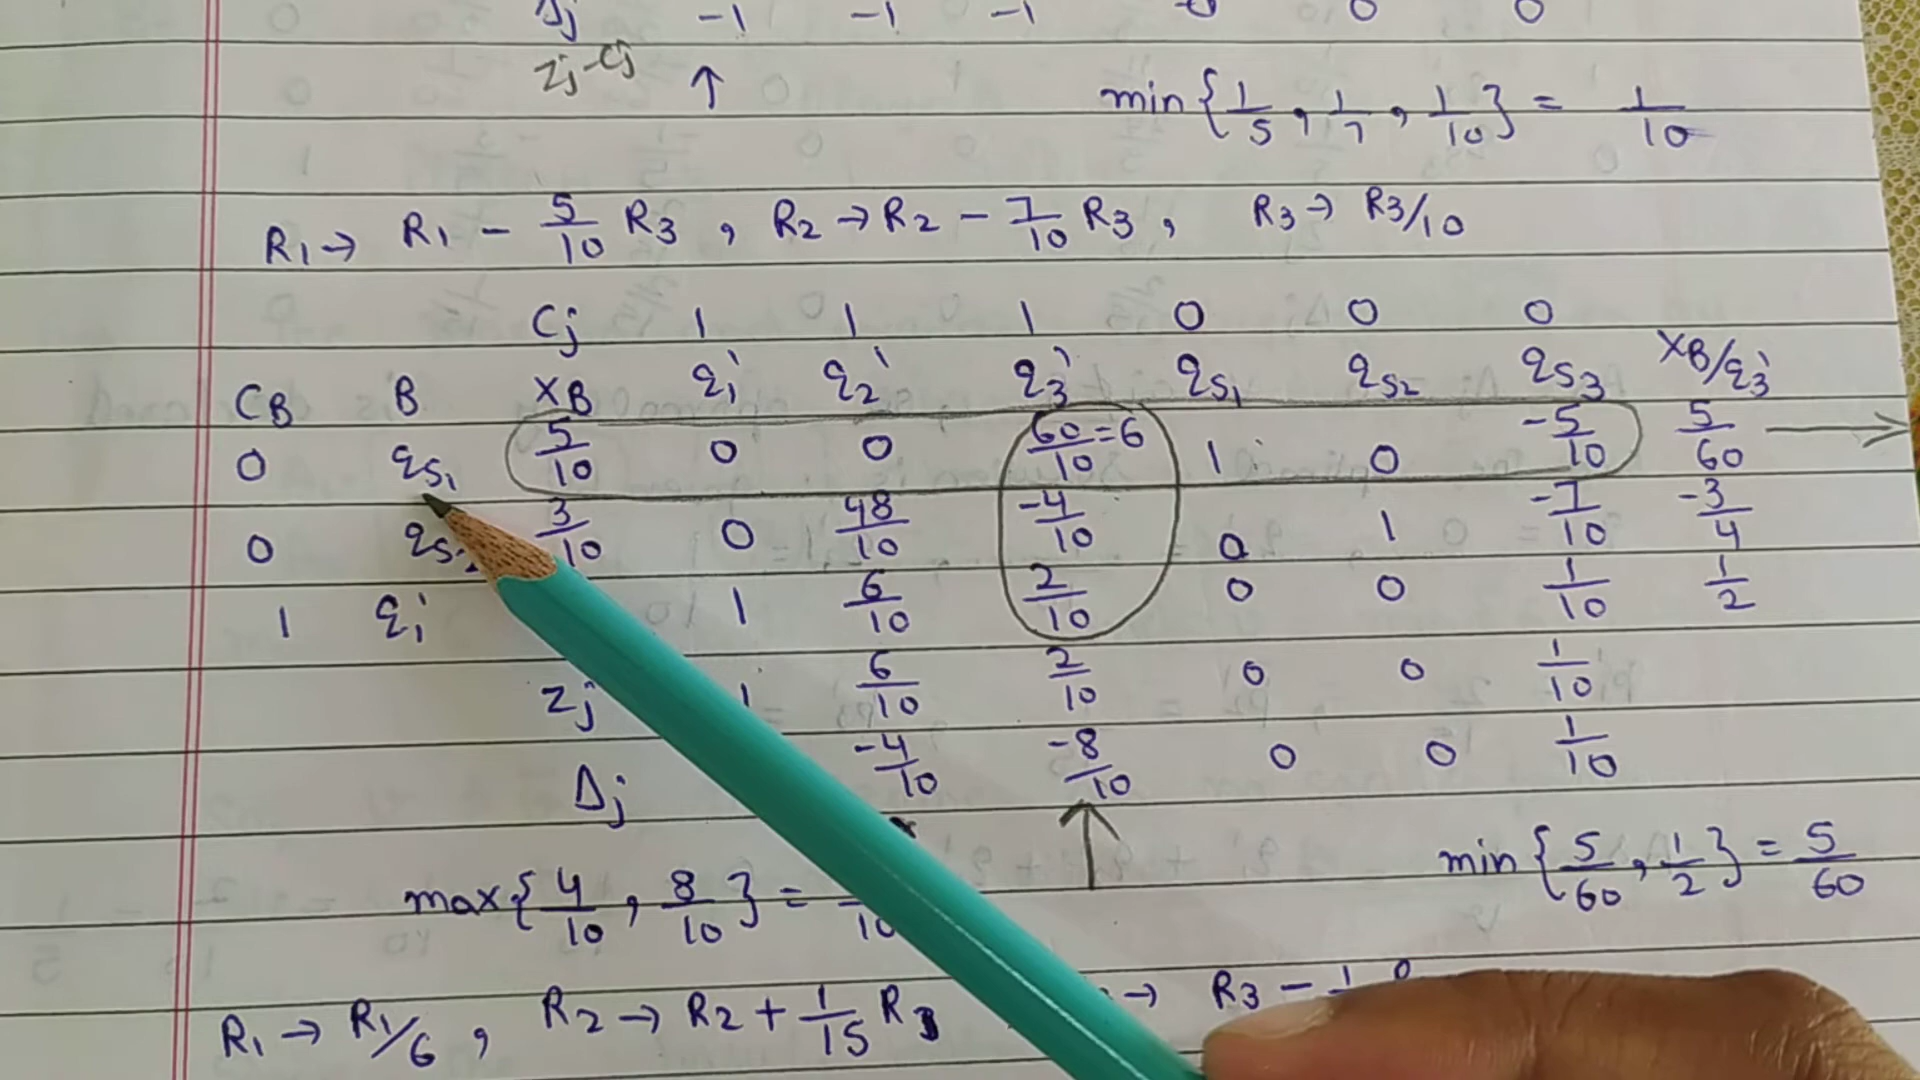 Δj -1 -1 -1 0 0 0
Zj-Cj ↑ min{1/5, 1/7, 1/10} = 1/10
R1→ R1 - 5/10 R3, R2→R2 - 7/10 R3, R3→ R3/10
Cj 1 1 1 0 0 0
CB B XB q1' q2' q3' qs1 qs2 qs3 XB/q3'
0 qs1 5/10 0 0 60/10=6 1 0 -5/10 5/60 →
0 qs2 3/10 0 48/10 -4/10 0 1 -7/10 -3/4
1 q1' 1 6/10 2/10 0 0 1/10 1/2
Zj 1 6/10 2/10 0 0 1/10
Δj -4/10 -8/10 0 0 1/10
↑
max{4/10, 8/10} = min{5/60, 1/2} = 5/60
R1→ R1/6, R2→ R2 + 1/15 R1 → R3 - 1